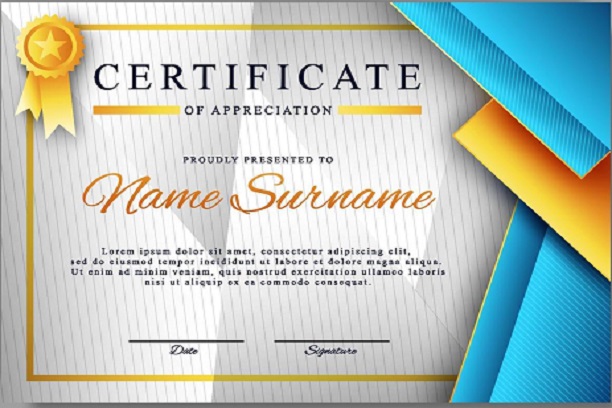 CERTIFICATE
OF APPRECIATION
PROUDLY PRESENTED TO
Name Surname
Lorem ipsum dolor sit amet, consectetur adipiscing elit,
sed do eiusmod tempor incididunt ut labore et dolore magna aliqua.
Ut enim ad minim veniam, quis nostrud exercitation ullamco laboris
nisi ut aliquip ex ea commodo consequat.
Date Signature